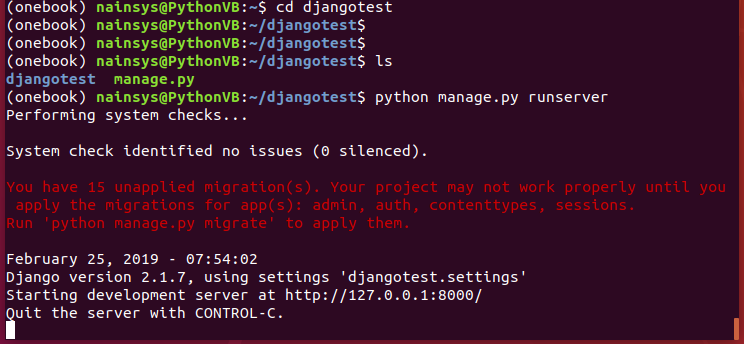 (onebook) nainsys@PythonVB:~$ cd djangotest
(onebook) nainsys@PythonVB:~/djangotest$
(onebook) nainsys@PythonVB:~/djangotest$
(onebook) nainsys@PythonVB:~/djangotest$ ls
djangotest  manage.py
(onebook) nainsys@PythonVB:~/djangotest$ python manage.py runserver
Performing system checks...
System check identified no issues (0 silenced).
You have 15 unapplied migration(s). Your project may not work properly until you
 apply the migrations for app(s): admin, auth, contenttypes, sessions.
Run 'python manage.py migrate' to apply them.
February 25, 2019 - 07:54:02
Django version 2.1.7, using settings 'djangotest.settings'
Starting development server at http://127.0.0.1:8000/
Quit the server with CONTROL-C.